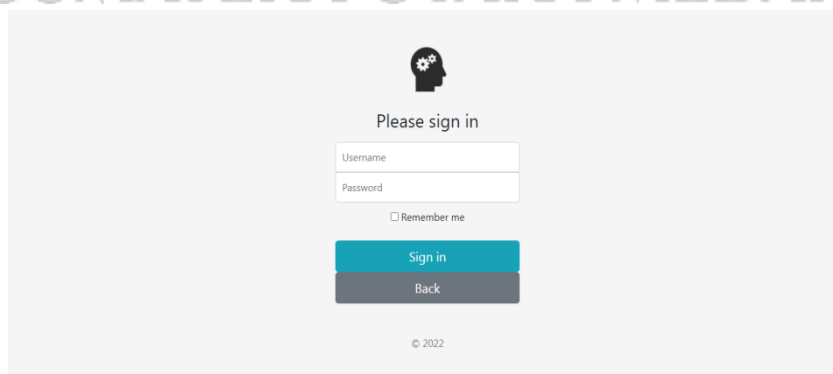 Please sign in
Username
Password
Remember me
Sign in
Back
© 2022